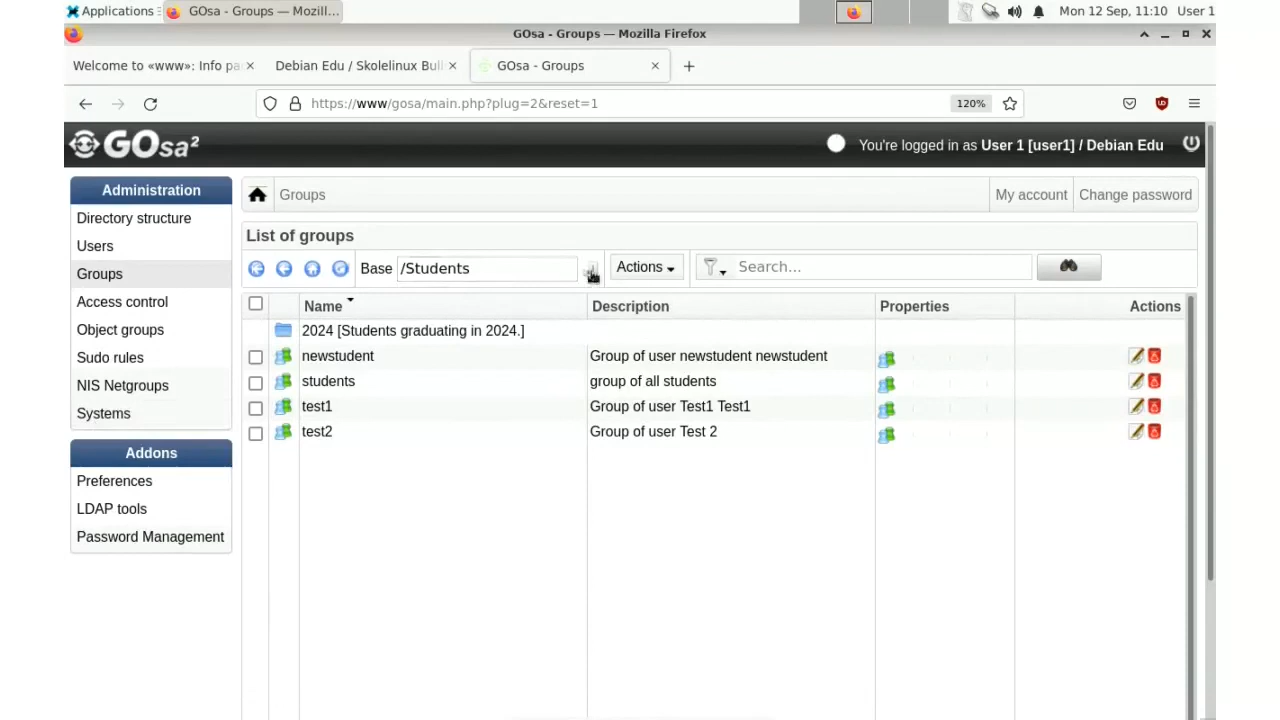 Applications GOsa - Groups — Mozill... Mon 12 Sep, 11:10 User 1
GOsa - Groups — Mozilla Firefox
Welcome to «www»: Info pa Debian Edu / Skolelinux Bul GOsa - Groups
https://www/gosa/main.php?plug=2&reset=1 120%
GOsa² You're logged in as User 1 [user1] / Debian Edu
Administration
Directory structure
Users
Groups
Access control
Object groups
Sudo rules
NIS Netgroups
Systems
Addons
Preferences
LDAP tools
Password Management
Groups My account Change password
List of groups
Base /Students Actions Search...
Name Description Properties Actions
2024 [Students graduating in 2024.]
newstudent Group of user newstudent newstudent
students group of all students
test1 Group of user Test1 Test1
test2 Group of user Test 2